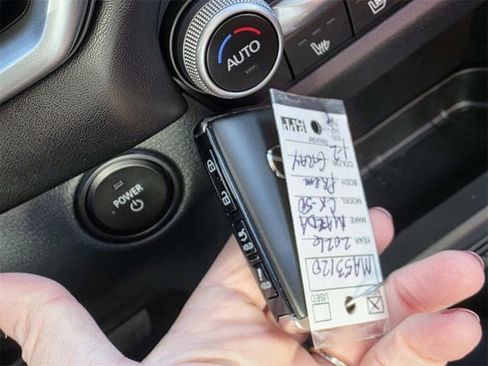 AUTO
POWER
MA5312D
USED
YEAR 2026
MAKE MAZDA
MODEL CX-50
BODY Prem
COLOR GRAY